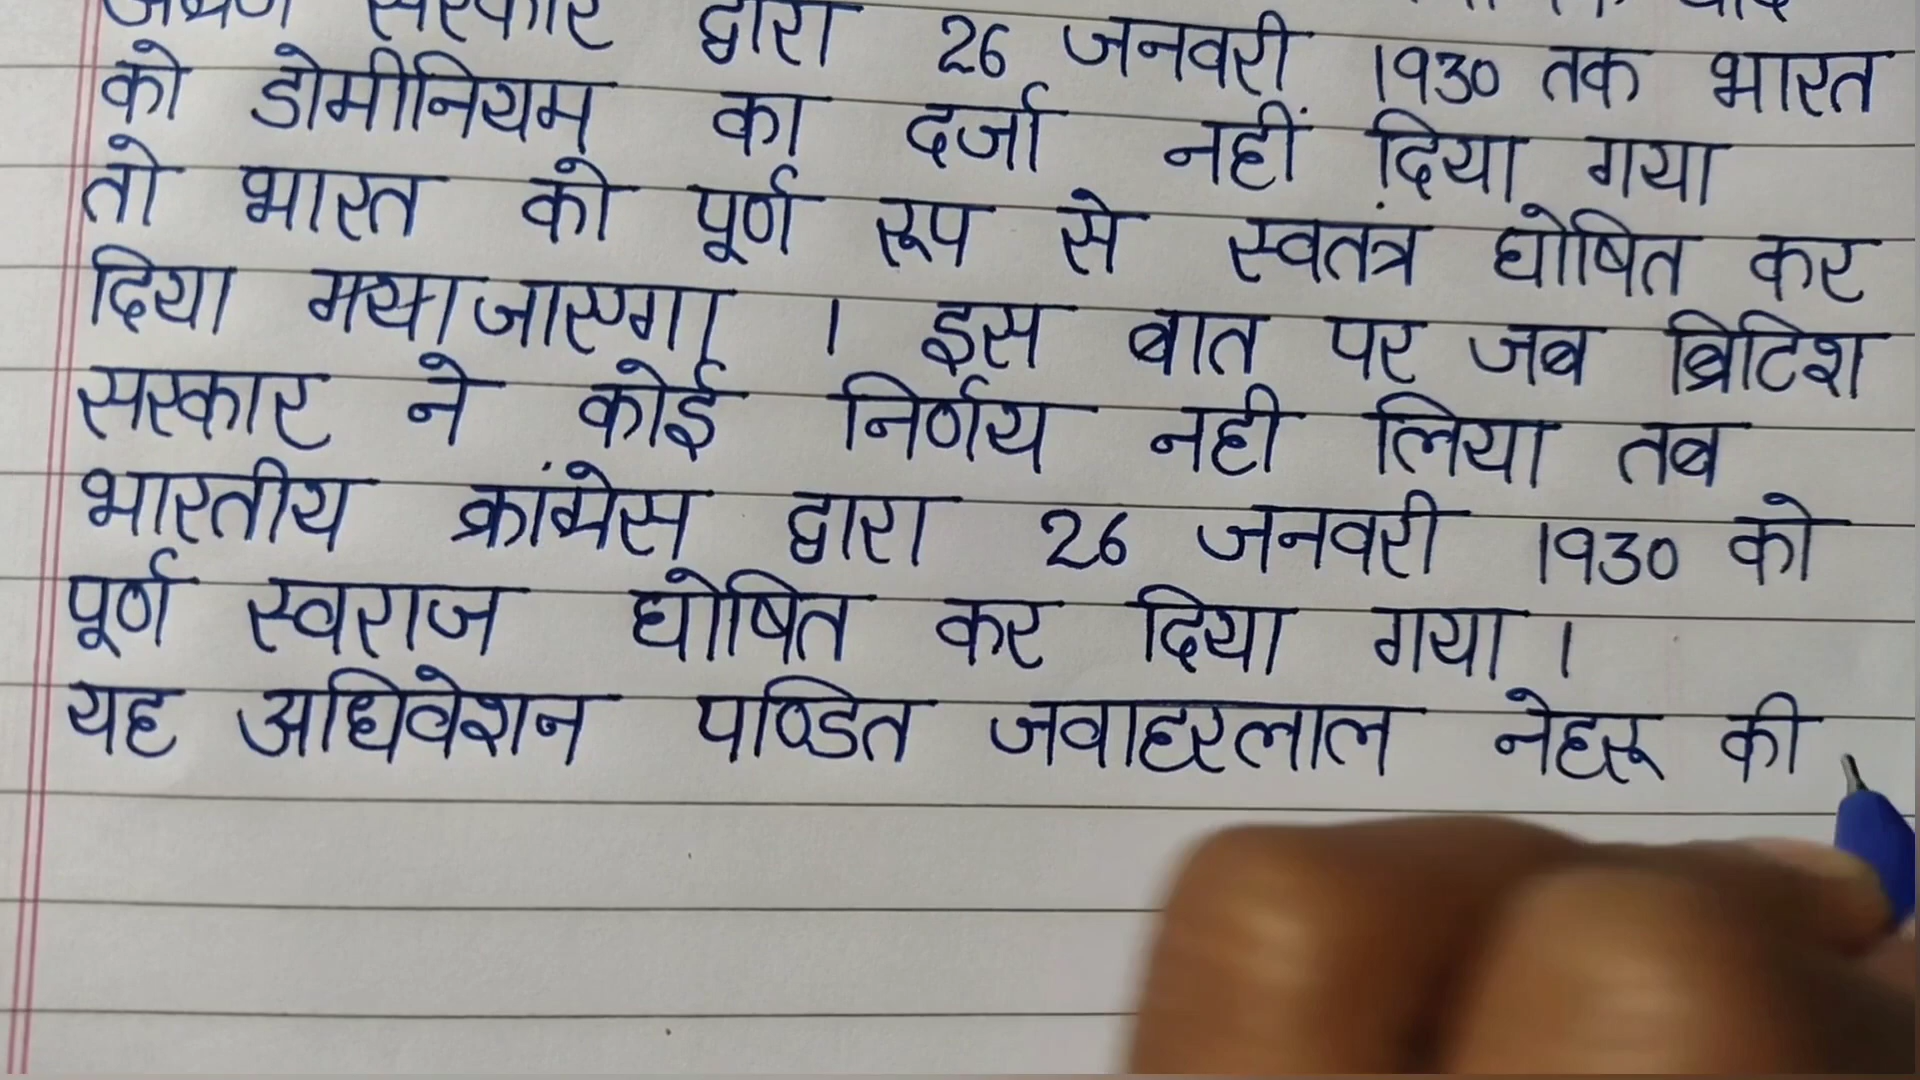 सरकार द्वारा 26 जनवरी 1930 तक भारत
को डोमीनियम का दर्जा नहीं दिया गया
तो भारत को पूर्ण रूप से स्वतंत्र घोषित कर
दिया जाएगा । इस बात पर जब ब्रिटिश
सरकार ने कोई निर्णय नही लिया तब
भारतीय क्रांग्रेस द्वारा 26 जनवरी 1930 को
पूर्ण स्वराज घोषित कर दिया गया ।
यह अधिवेशन पण्डित जवाहरलाल नेहरू की